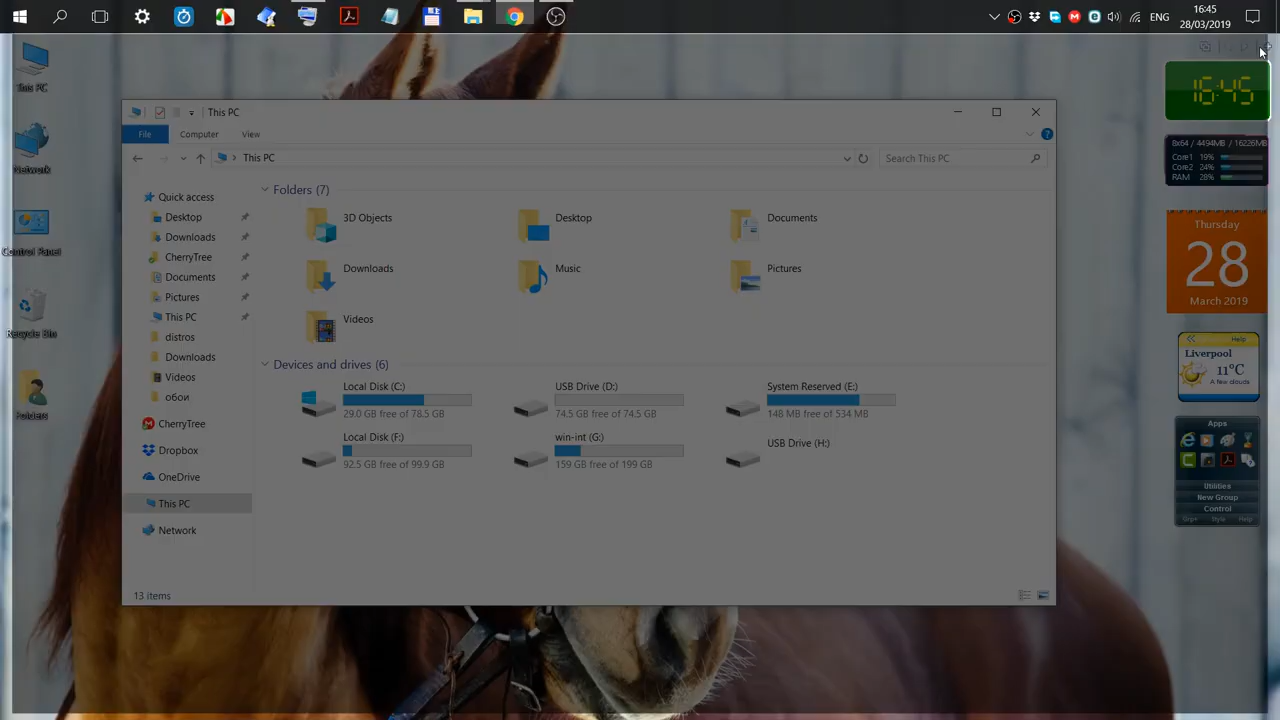 ENG
16:45
28/03/2019
This PC
Network
Control Panel
Recycle Bin
Folders
This PC
File
Computer
View
This PC
Search This PC
Quick access
Desktop
Downloads
CherryTree
Documents
Pictures
This PC
distros
Downloads
Videos
обои
CherryTree
Dropbox
OneDrive
This PC
Network
Folders (7)
3D Objects
Desktop
Documents
Downloads
Music
Pictures
Videos
Devices and drives (6)
Local Disk (C:)
29.0 GB free of 78.5 GB
USB Drive (D:)
74.5 GB free of 74.5 GB
System Reserved (E:)
148 MB free of 534 MB
Local Disk (F:)
92.5 GB free of 99.9 GB
win-int (G:)
159 GB free of 199 GB
USB Drive (H:)
13 items
16:45
8x64 / 4494MB / 16226MB
Core1 19%
Core2 24%
RAM 28%
Thursday
28
March 2019
Help
Liverpool
11°C
A few clouds
Apps
Utilities
New Group
Control
Org+ Style Help